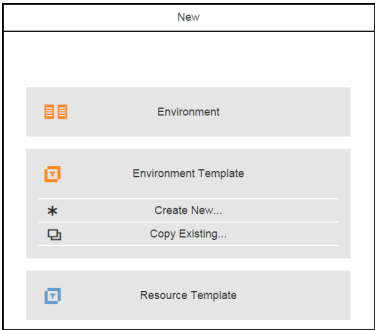 New
Environment
Environment Template
Create New...
Copy Existing...
Resource Template